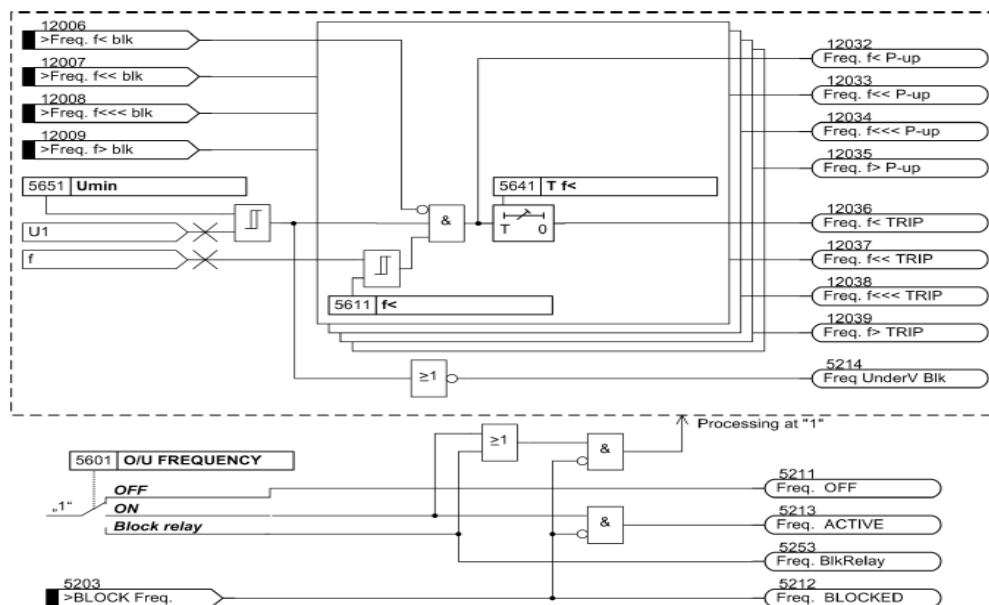 12006
>Freq. f< blk
12007
>Freq. f<< blk
12008
>Freq. f<<< blk
12009
>Freq. f> blk
5651 Umin
U1
f
&
5641 T f<
T 0
5611 f<
≥1
12032
Freq. f< P-up
12033
Freq. f<< P-up
12034
Freq. f<<< P-up
12035
Freq. f> P-up
12036
Freq. f< TRIP
12037
Freq. f<< TRIP
12038
Freq. f<<< TRIP
12039
Freq. f> TRIP
5214
Freq UnderV Blk
Processing at "1"
≥1
&
5601 O/U FREQUENCY
OFF
„1“
ON
Block relay
&
5211
Freq. OFF
5213
Freq. ACTIVE
5253
Freq. BlkRelay
5203
>BLOCK Freq.
5212
Freq. BLOCKED